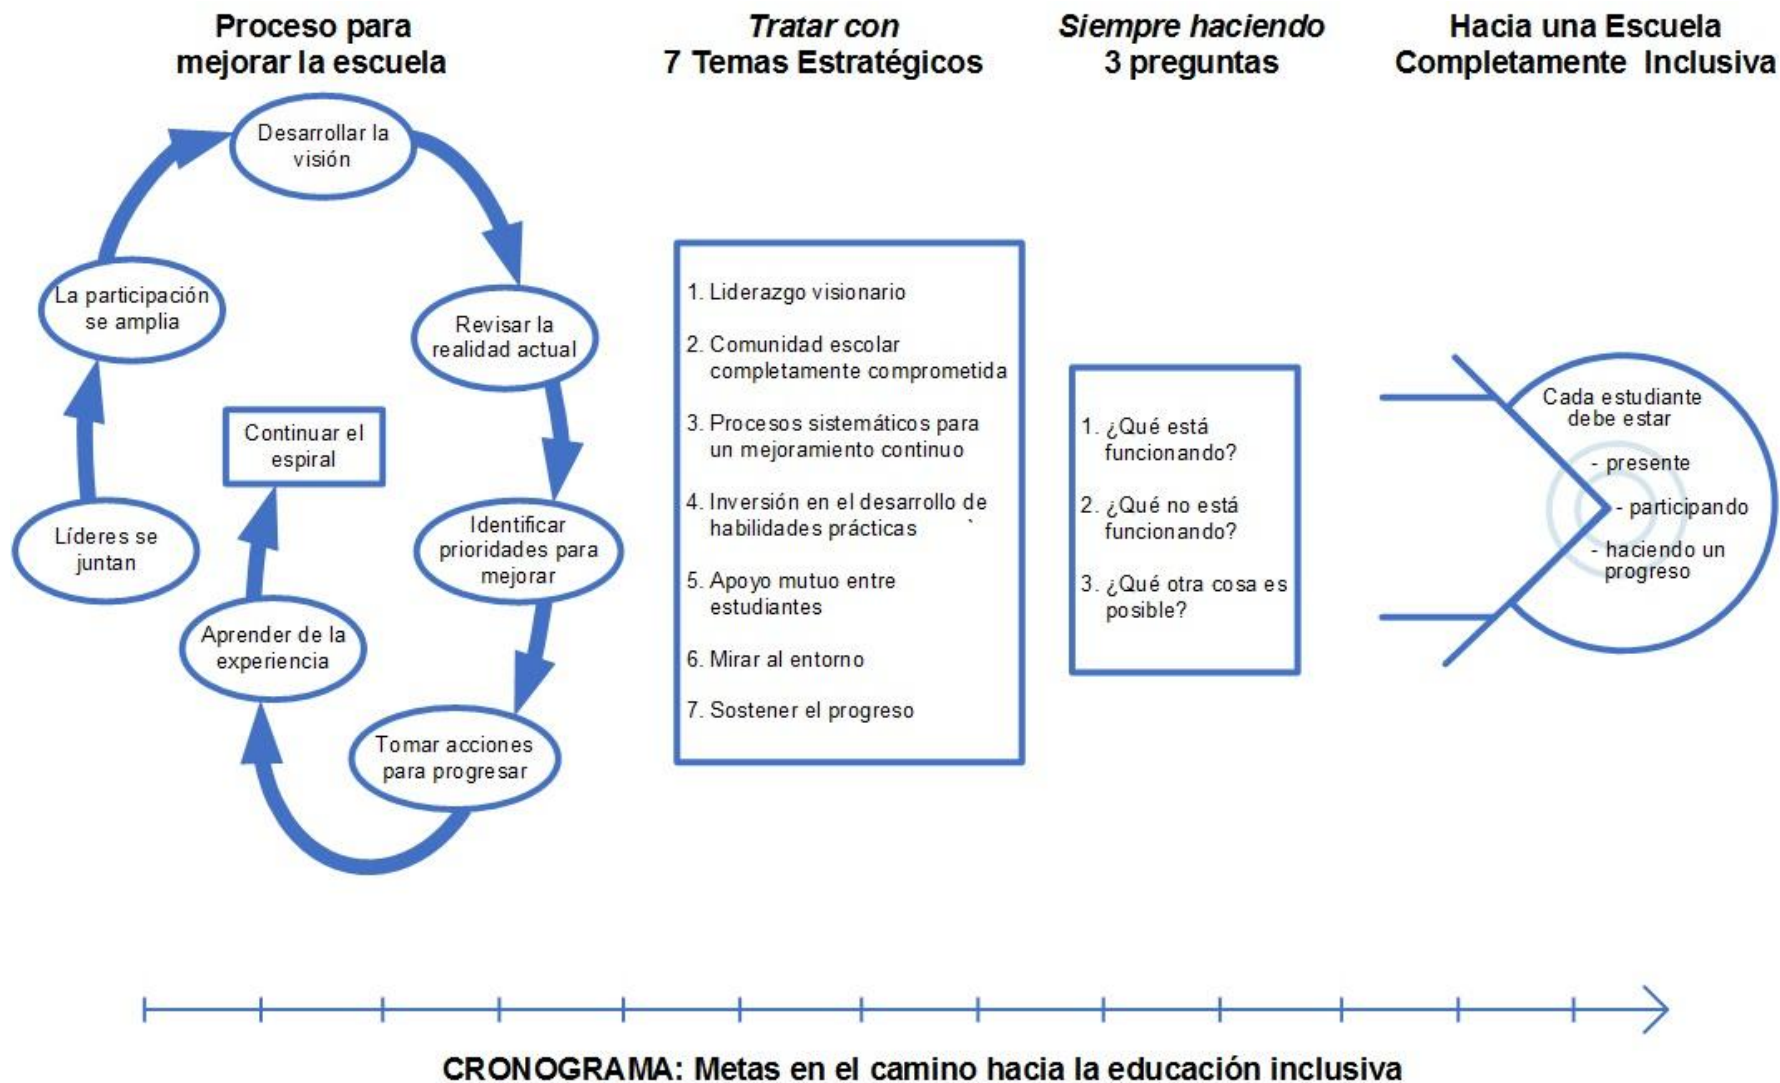 Proceso para
mejorar la escuela
Desarrollar la
visión
La participación
se amplia
Revisar la
realidad actual
Continuar el
espiral
Líderes se
juntan
Identificar
prioridades para
mejorar
Aprender de la
experiencia
Tomar acciones
para progresar
Tratar con
7 Temas Estratégicos
1. Liderazgo visionario
2. Comunidad escolar
completamente comprometida
3. Procesos sistemáticos para
un mejoramiento continuo
4. Inversión en el desarrollo de
habilidades prácticas `
5. Apoyo mutuo entre
estudiantes
6. Mirar al entorno
7. Sostener el progreso
Siempre haciendo
3 preguntas
1. ¿Qué está
funcionando?
2. ¿Qué no está
funcionando?
3. ¿Qué otra cosa es
posible?
Hacia una Escuela
Completamente Inclusiva
Cada estudiante
debe estar
- presente
- participando
- haciendo un
progreso
CRONOGRAMA: Metas en el camino hacia la educación inclusiva